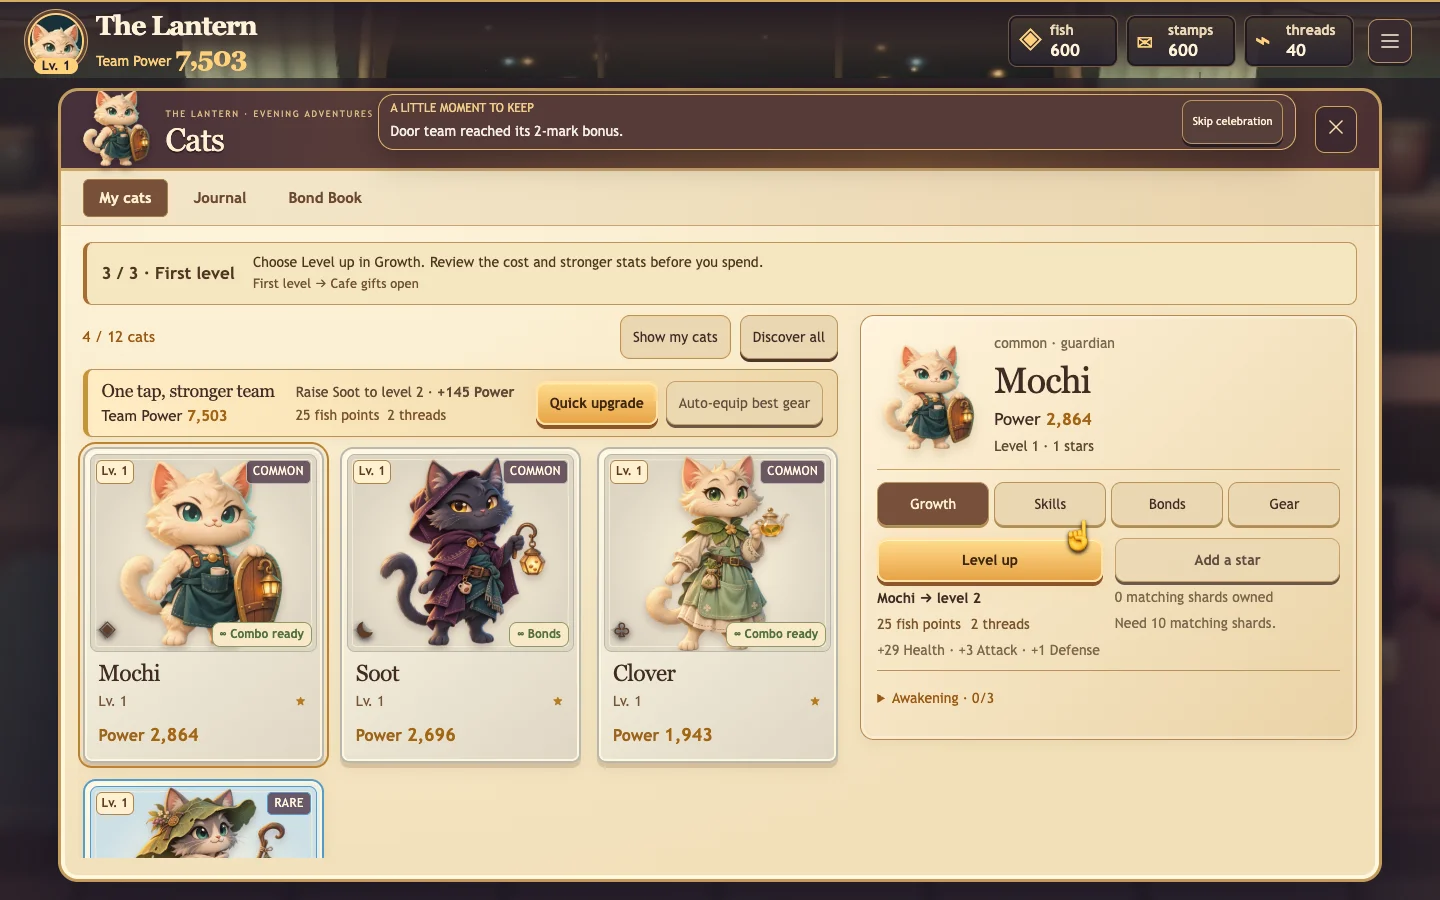 The Lantern
Team Power 7,503
Lv. 1
fish
600
stamps
600
threads
40
THE LANTERN · EVENING ADVENTURES
Cats
A LITTLE MOMENT TO KEEP
Door team reached its 2-mark bonus.
Skip celebration
My cats
Journal
Bond Book
3 / 3 · First level
Choose Level up in Growth. Review the cost and stronger stats before you spend.
First level → Cafe gifts open
4 / 12 cats
Show my cats
Discover all
One tap, stronger team
Team Power 7,503
Raise Soot to level 2 · +145 Power
25 fish points 2 threads
Quick upgrade
Auto-equip best gear
Lv. 1
COMMON
∞ Combo ready
Mochi
Lv. 1
Power 2,864
Lv. 1
COMMON
∞ Bonds
Soot
Lv. 1
Power 2,696
Lv. 1
COMMON
∞ Combo ready
Clover
Lv. 1
Power 1,943
Lv. 1
RARE
common · guardian
Mochi
Power 2,864
Level 1 · 1 stars
Growth
Skills
Bonds
Gear
Level up
Mochi → level 2
25 fish points 2 threads
+29 Health · +3 Attack · +1 Defense
Add a star
0 matching shards owned
Need 10 matching shards.
Awakening · 0/3